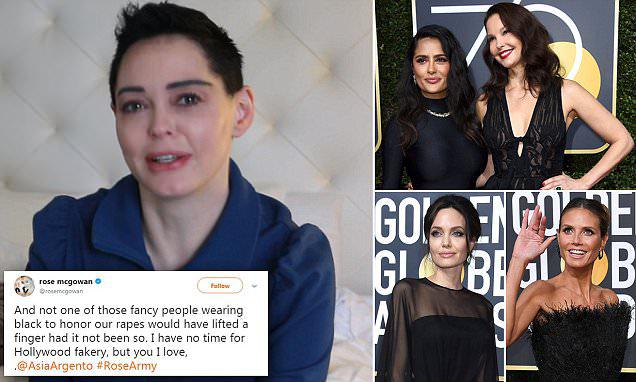 rose mcgowan
@rosemcgowan
Follow
And not one of those fancy people wearing
black to honor our rapes would have lifted a
finger had it not been so. I have no time for
Hollywood fakery, but you I love,
.@AsiaArgento #RoseArmy
75
GOLDEN
GLOBE
GOLDEN
GLOBE